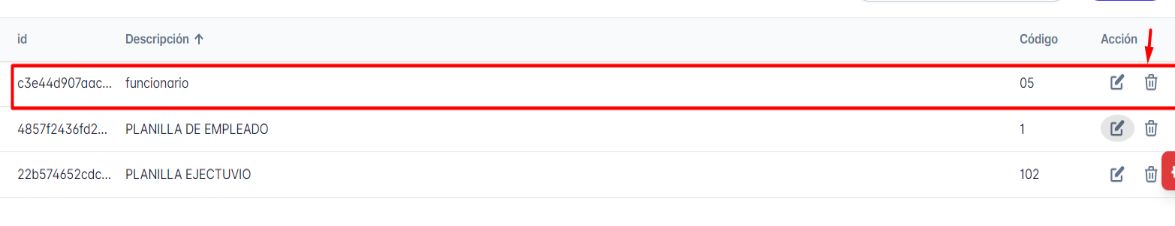 id Descripción ↑ Código Acción
c3e44d907aac... funcionario 05
4857f2436fd2... PLANILLA DE EMPLEADO 1
22b574652cdc... PLANILLA EJECTUVIO 102